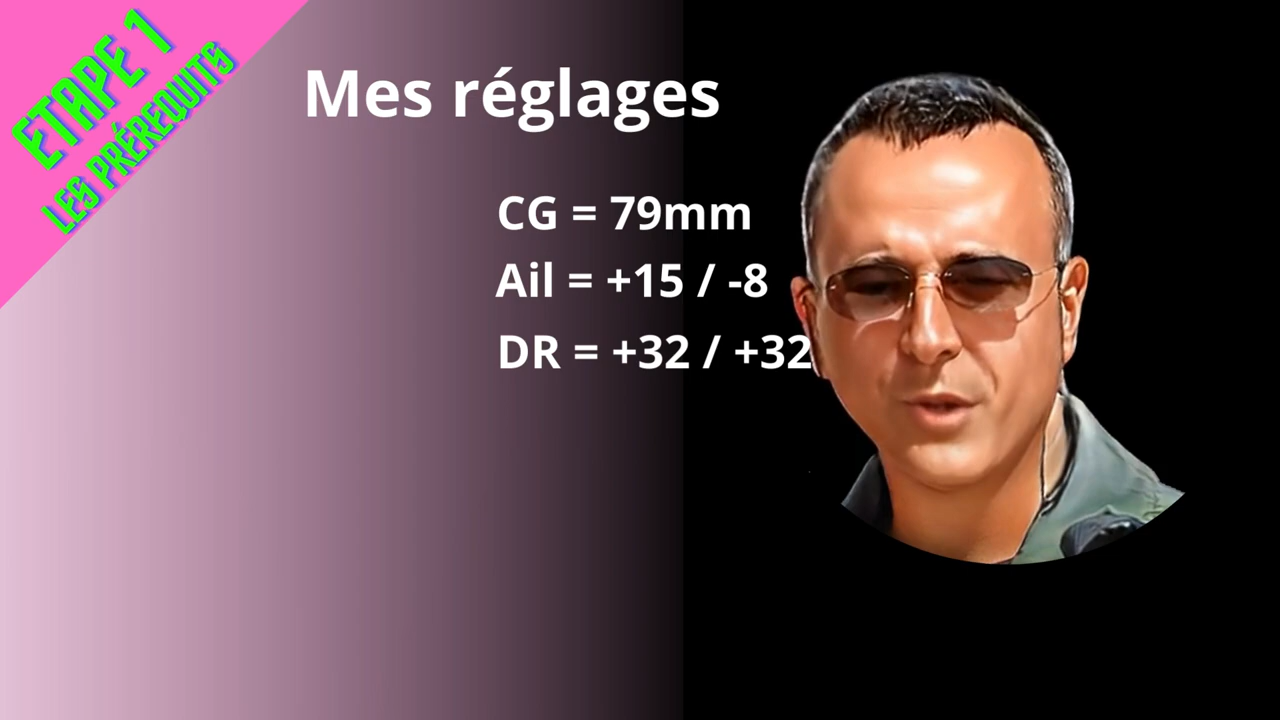 ETAPE 1
LES PRÉREQUITS
Mes réglages
CG = 79mm
Ail = +15 / -8
DR = +32 / +32